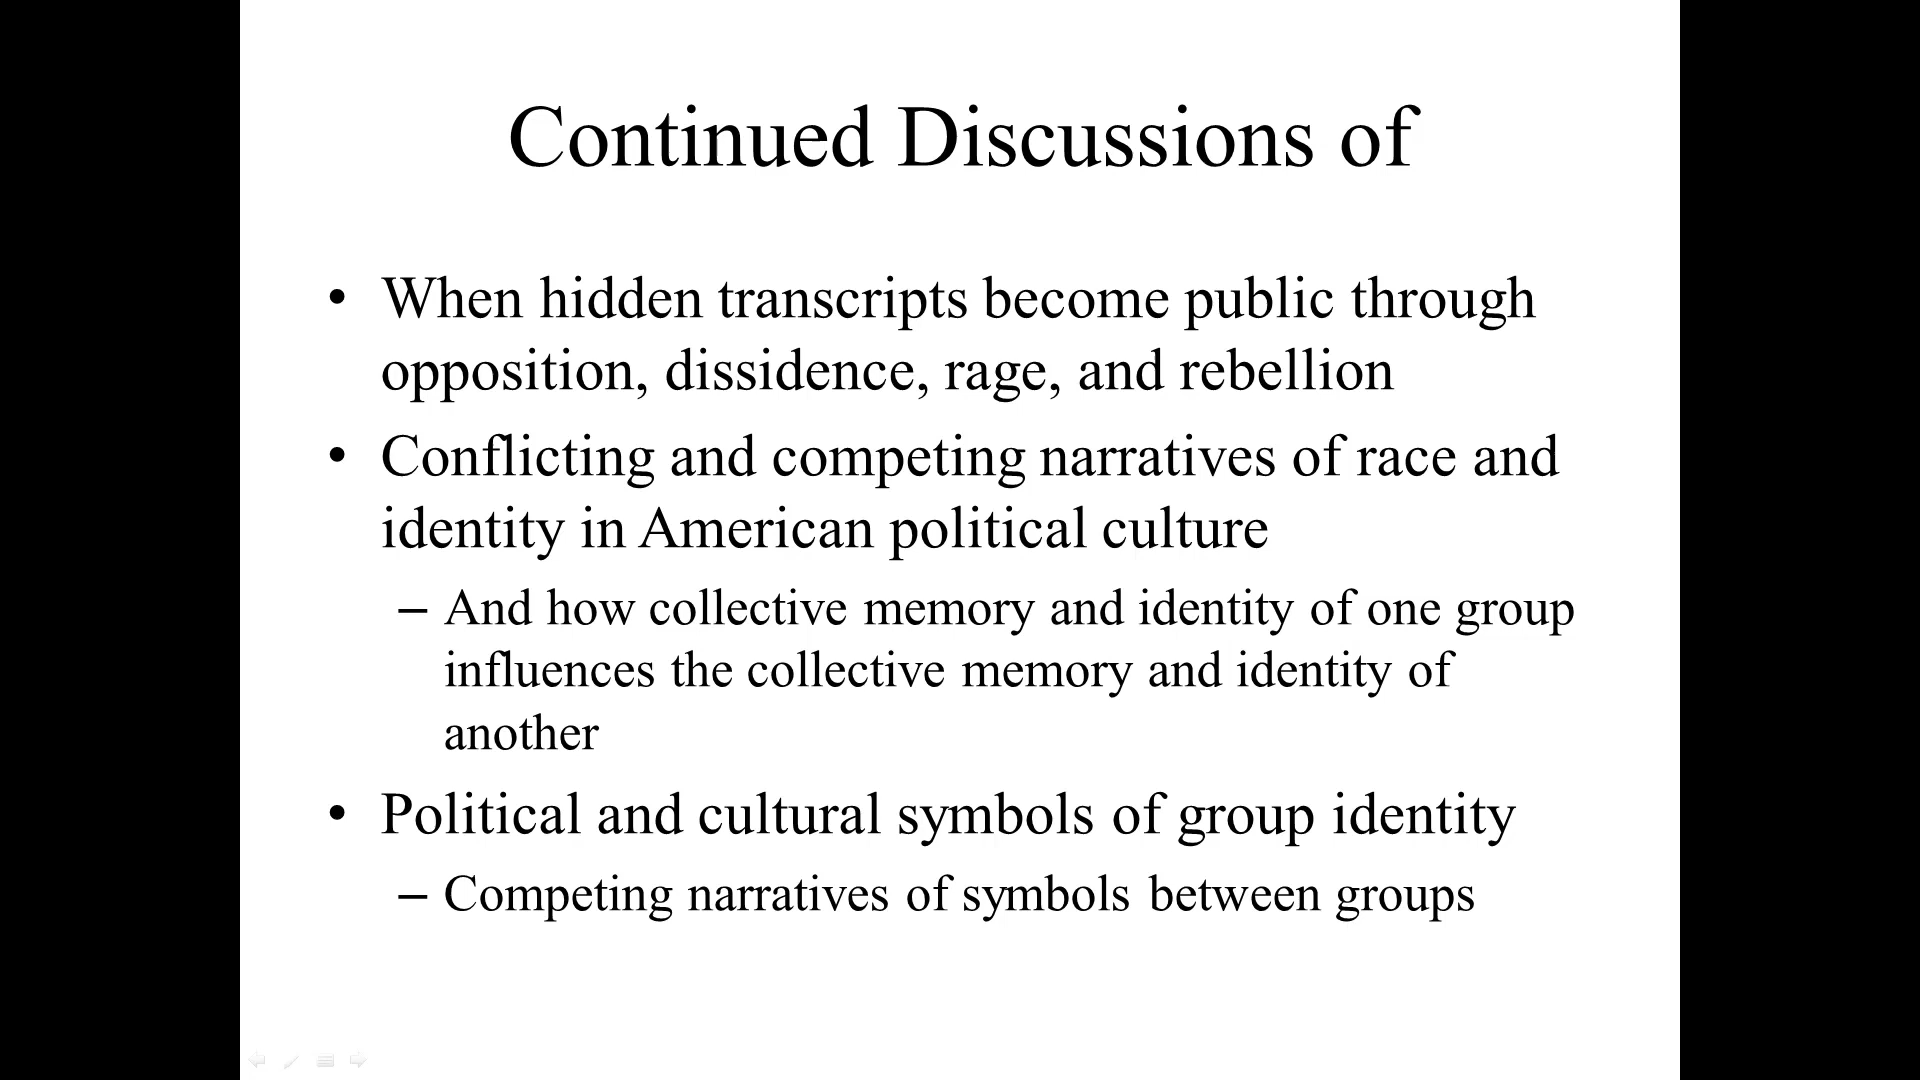 Continued Discussions of
• When hidden transcripts become public through
opposition, dissidence, rage, and rebellion
• Conflicting and competing narratives of race and
identity in American political culture
– And how collective memory and identity of one group
influences the collective memory and identity of
another
• Political and cultural symbols of group identity
– Competing narratives of symbols between groups